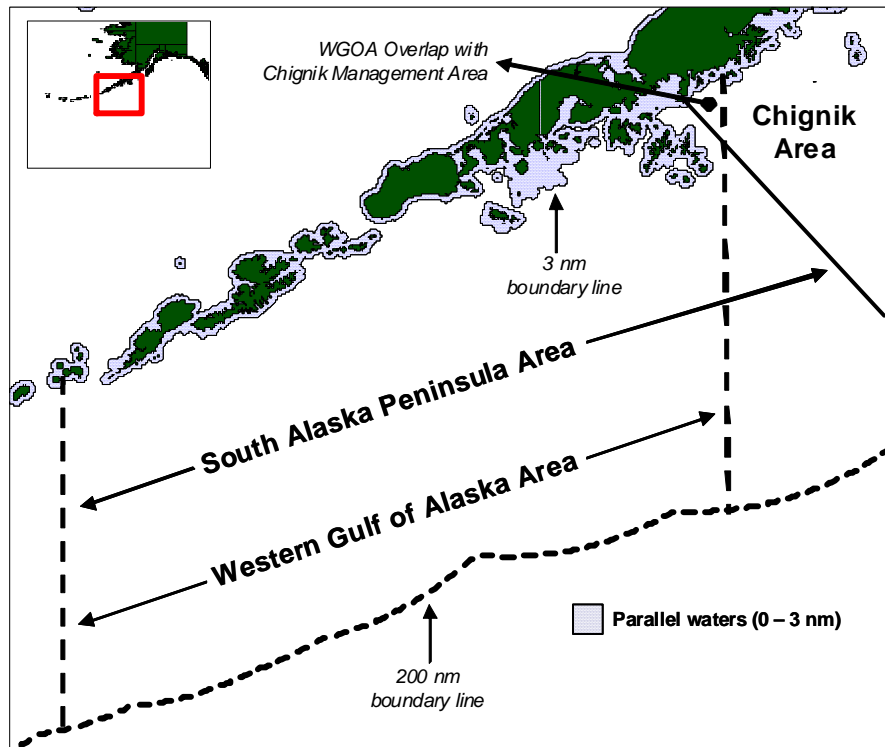 WGOA Overlap with
Chignik Management Area
Chignik
Area
3 nm
boundary line
South Alaska Peninsula Area
Western Gulf of Alaska Area
Parallel waters (0 – 3 nm)
200 nm
boundary line